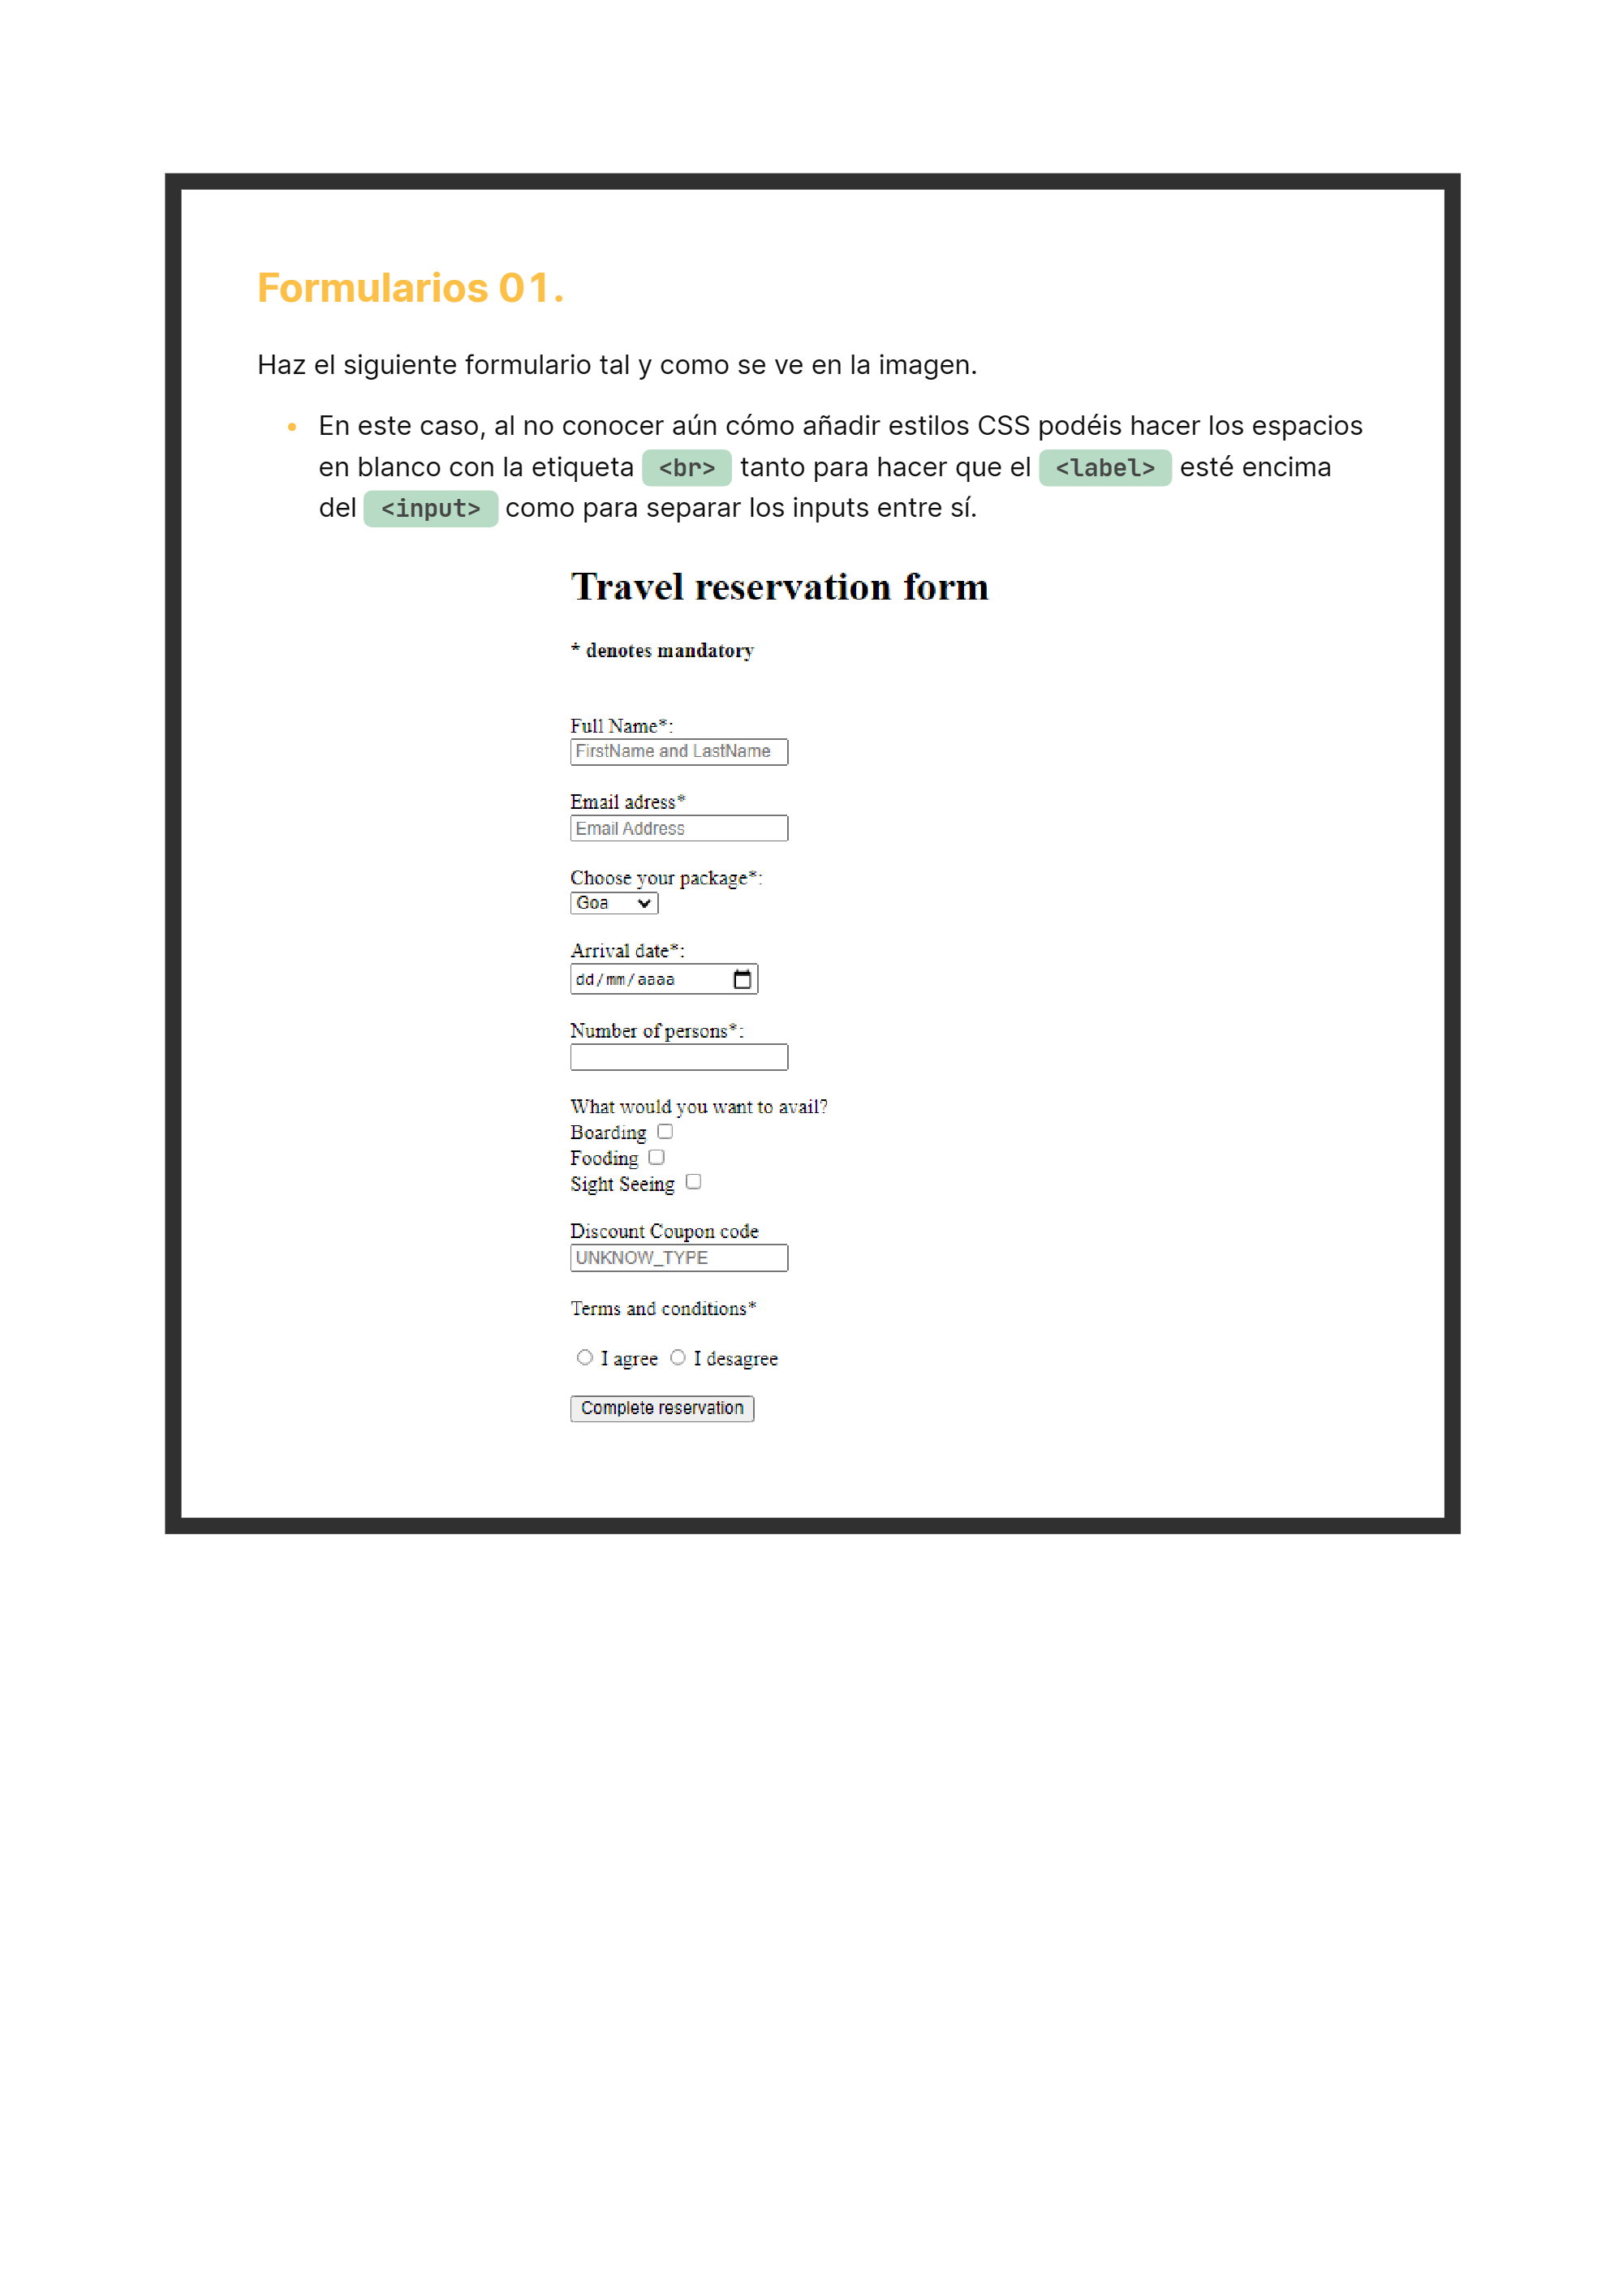 Formularios 01.
Haz el siguiente formulario tal y como se ve en la imagen.
• En este caso, al no conocer aún cómo añadir estilos CSS podéis hacer los espacios
en blanco con la etiqueta <br> tanto para hacer que el <label> esté encima
del <input> como para separar los inputs entre sí.
Travel reservation form
* denotes mandatory
Full Name*:
FirstName and LastName
Email adress*
Email Address
Choose your package*:
Goa
Arrival date*:
dd/mm/aaaa
Number of persons*:
What would you want to avail?
Boarding
Fooding
Sight Seeing
Discount Coupon code
UNKNOW_TYPE
Terms and conditions*
I agree I desagree
Complete reservation